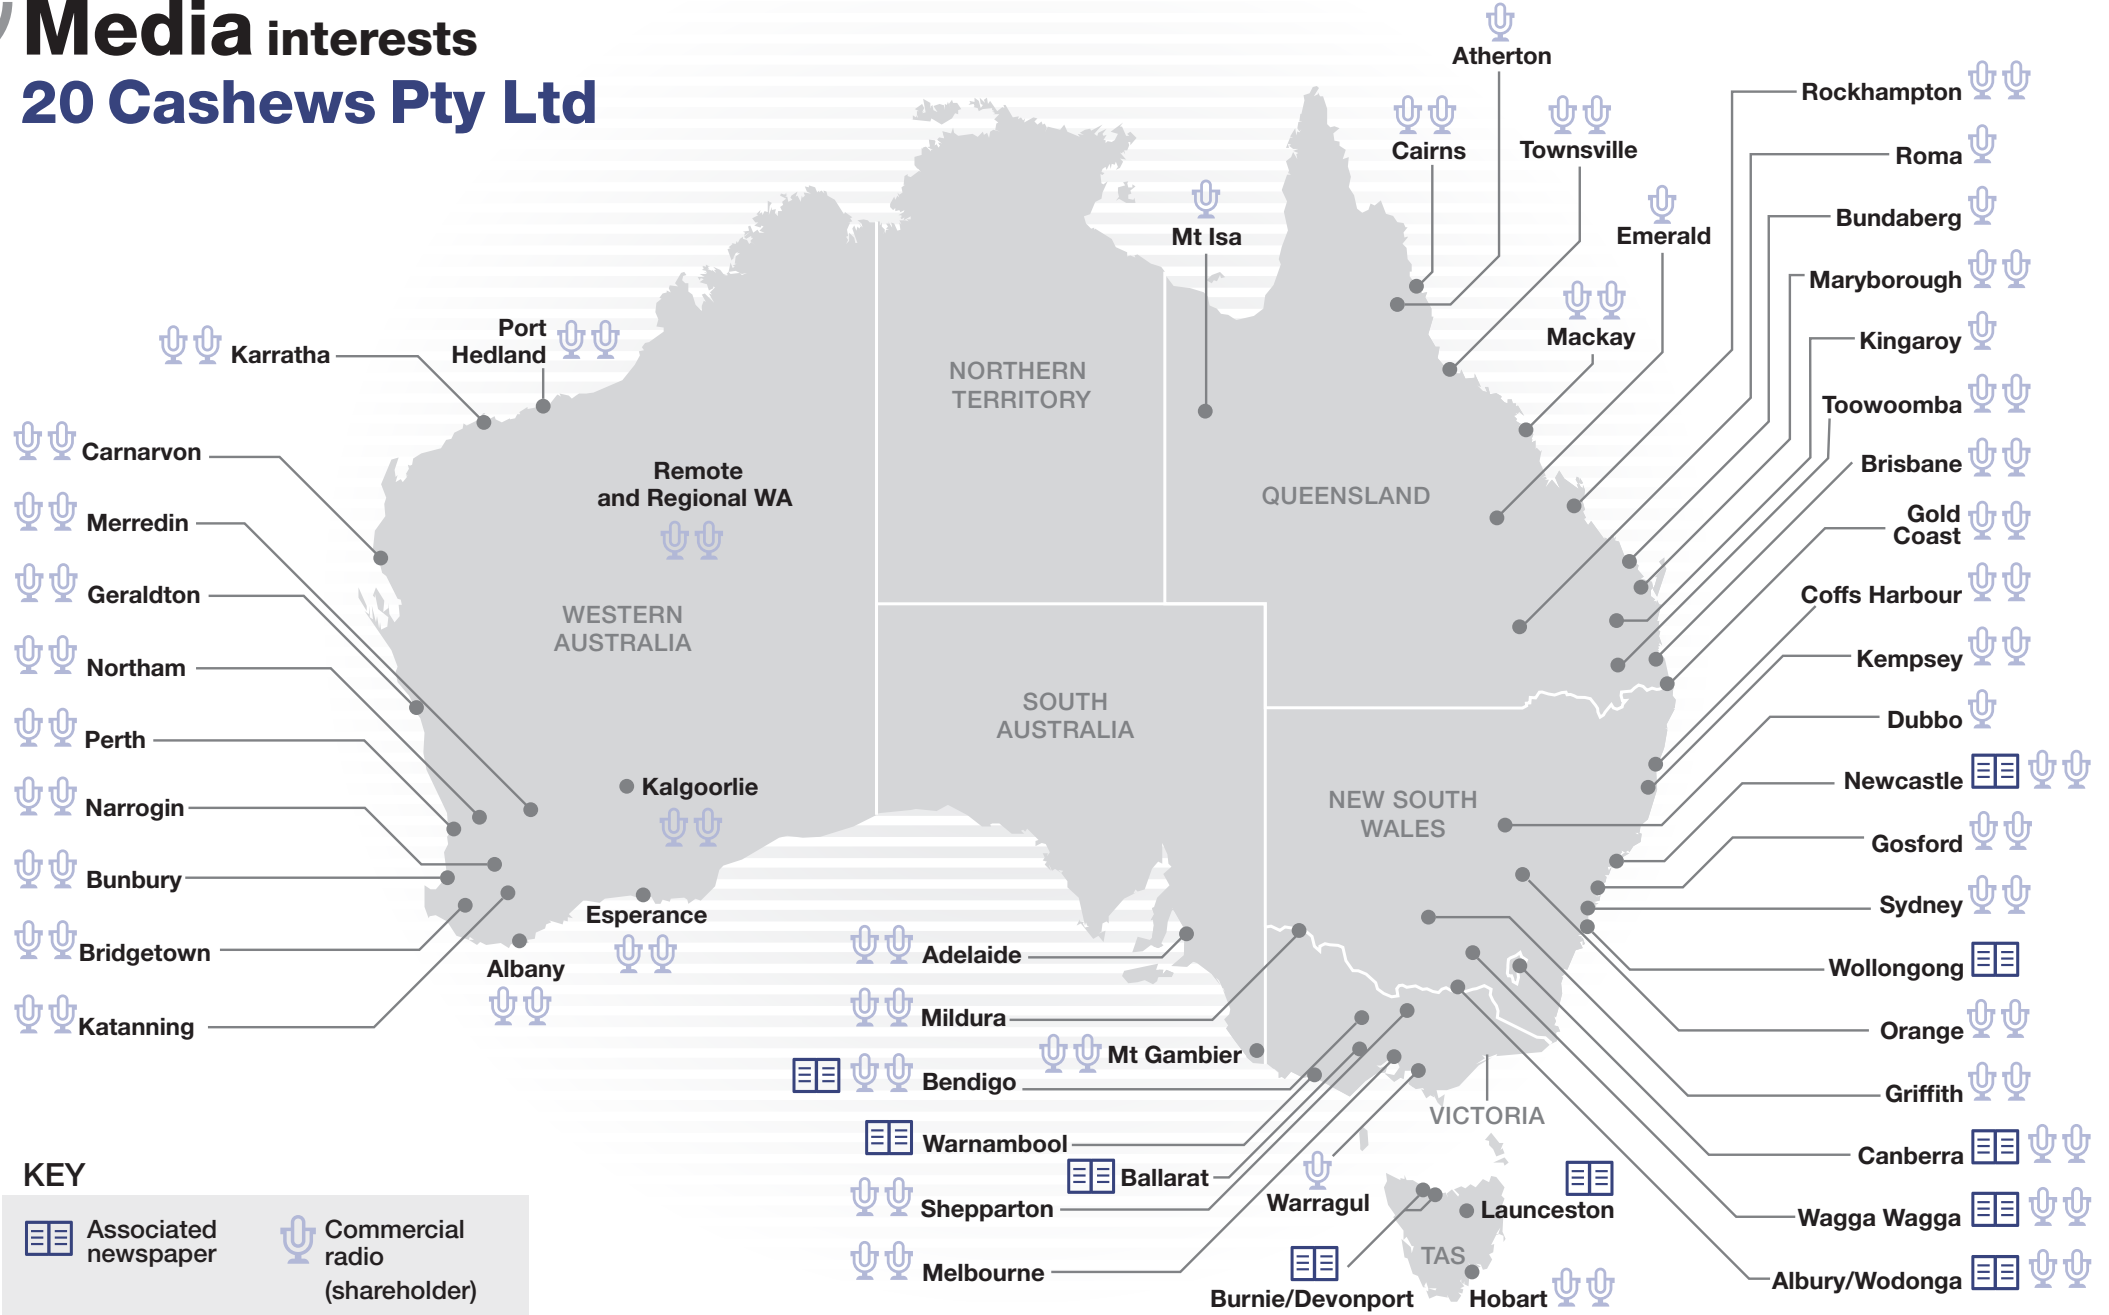 Media interests
20 Cashews Pty Ltd
Atherton
Cairns
Townsville
Mt Isa
Emerald
Mackay
Rockhampton
Roma
Bundaberg
Maryborough
Kingaroy
Toowoomba
Brisbane
Gold
Coast
Coffs Harbour
Kempsey
Dubbo
Newcastle
Gosford
Sydney
Wollongong
Orange
Griffith
Canberra
Wagga Wagga
Albury/Wodonga
Port
Hedland
Karratha
Carnarvon
Merredin
Geraldton
Northam
Perth
Narrogin
Bunbury
Bridgetown
Katanning
Remote
and Regional WA
WESTERN
AUSTRALIA
NORTHERN
TERRITORY
QUEENSLAND
SOUTH
AUSTRALIA
NEW SOUTH
WALES
Kalgoorlie
Esperance
Albany
Adelaide
Mildura
Mt Gambier
Bendigo
Warnambool
Ballarat
Shepparton
Melbourne
VICTORIA
Warragul
Launceston
TAS
Burnie/Devonport
Hobart
KEY
Associated
newspaper
Commercial
radio
(shareholder)